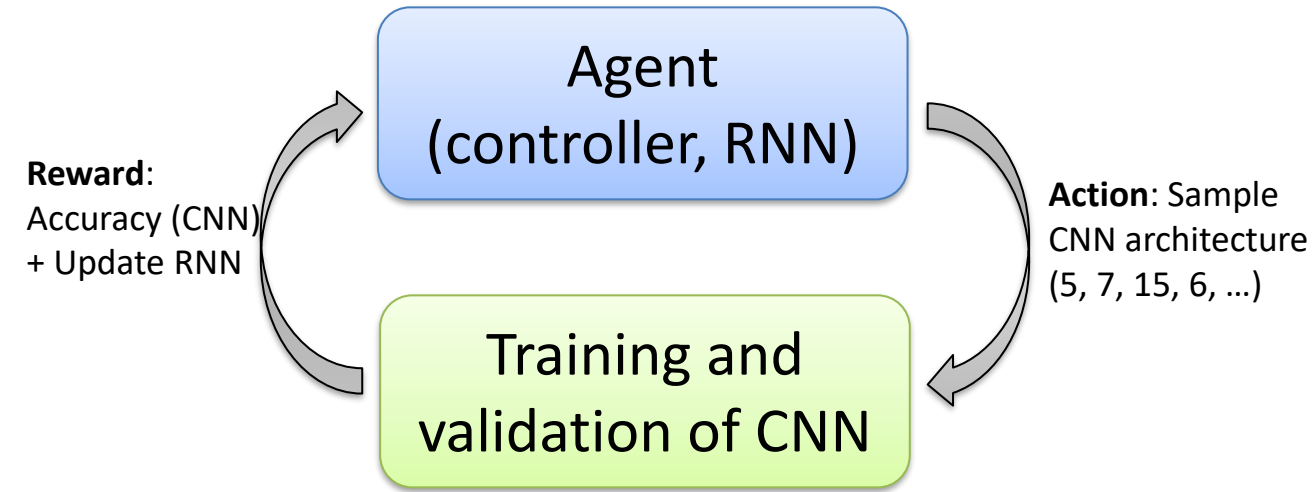 Agent
(controller, RNN)
Reward:
Accuracy (CNN)
+ Update RNN
Action: Sample
CNN architecture
(5, 7, 15, 6, …)
Training and
validation of CNN